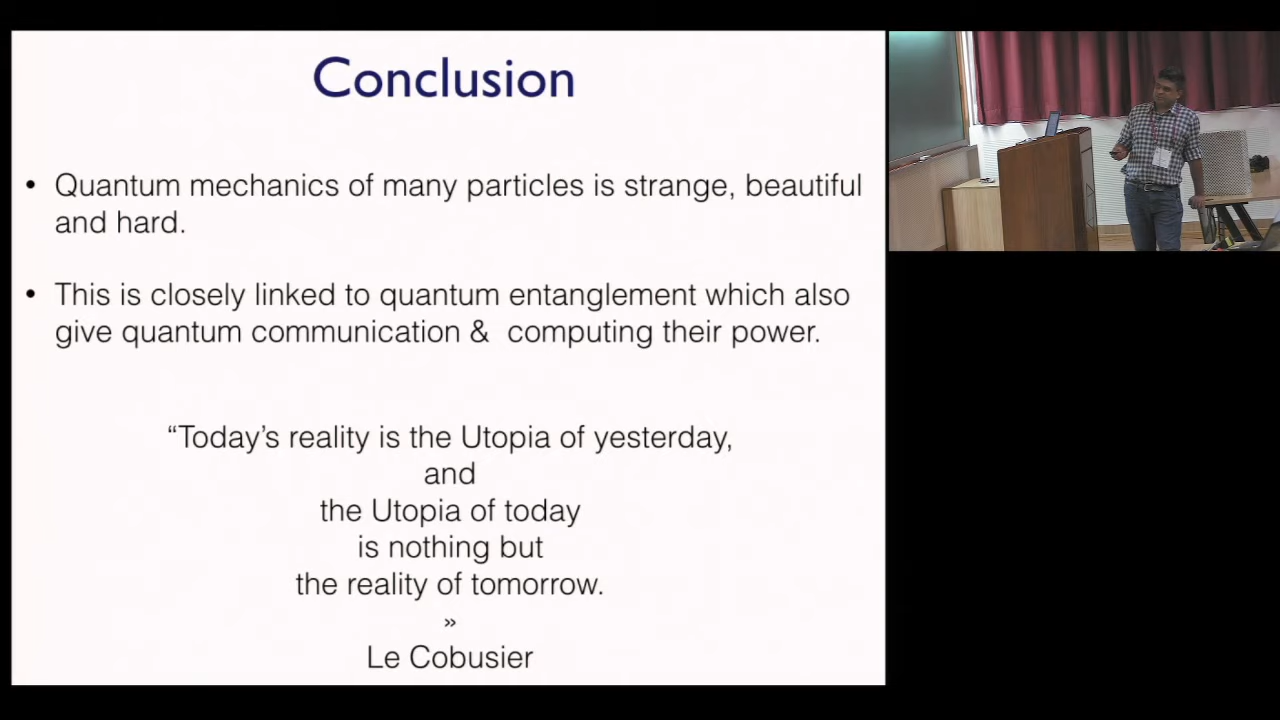 Conclusion
• Quantum mechanics of many particles is strange, beautiful
and hard.
• This is closely linked to quantum entanglement which also
give quantum communication & computing their power.
“Today’s reality is the Utopia of yesterday,
and
the Utopia of today
is nothing but
the reality of tomorrow.
»
Le Cobusier